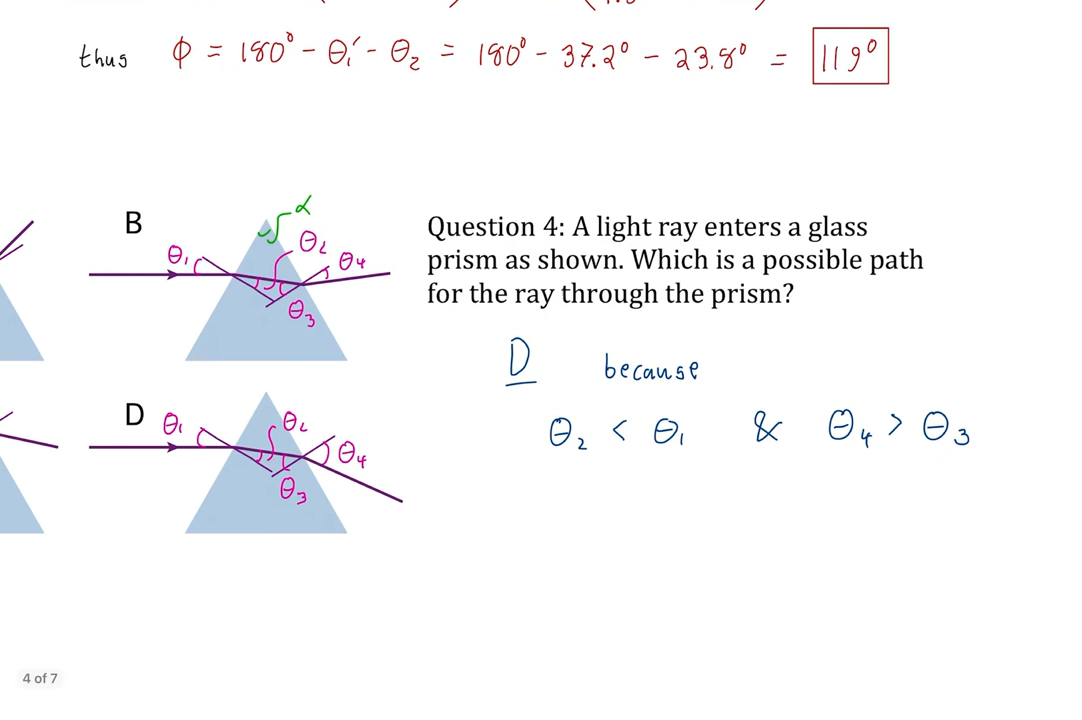 thus ϕ = 180° - θ₁′ - θ₂ = 180° - 37.2° - 23.8° = 119°
B
α
θ₁
θ₂
θ₄
θ₃
Question 4: A light ray enters a glass
prism as shown. Which is a possible path
for the ray through the prism?
D because
θ₂ < θ₁ & θ₄ > θ₃
D
θ₁
θ₂
θ₄
θ₃
4 of 7